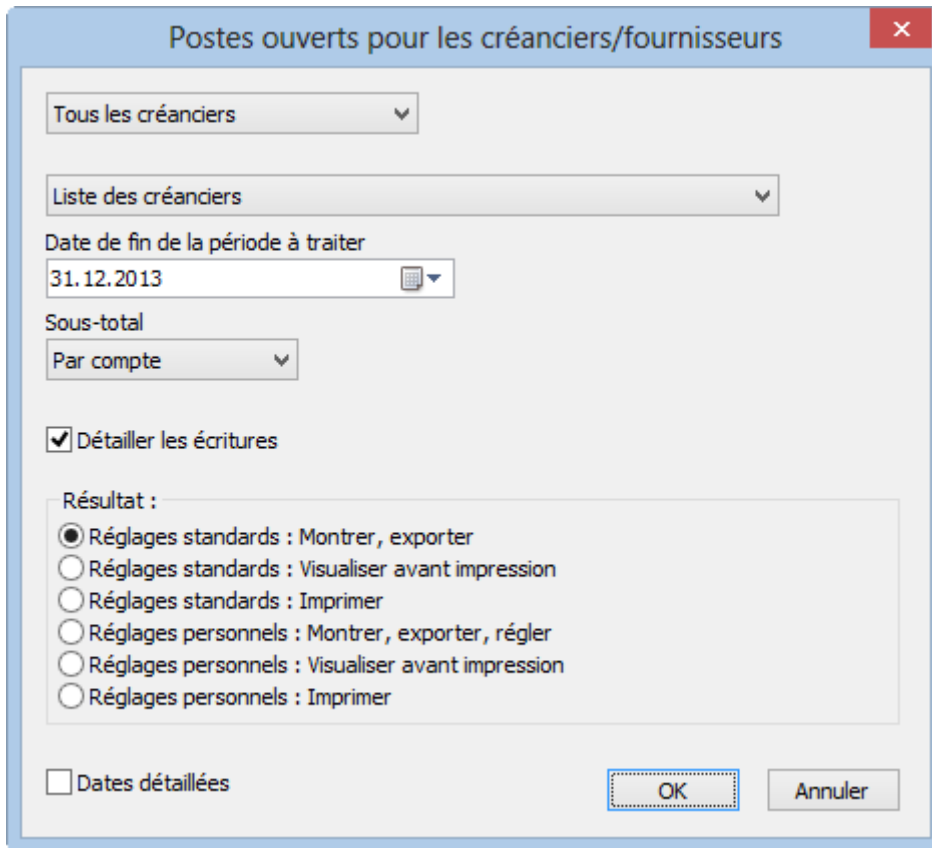 Postes ouverts pour les créanciers/fournisseurs
Tous les créanciers
Liste des créanciers
Date de fin de la période à traiter
31.12.2013
Sous-total
Par compte
Détailler les écritures
Résultat :
Réglages standards : Montrer, exporter
Réglages standards : Visualiser avant impression
Réglages standards : Imprimer
Réglages personnels : Montrer, exporter, régler
Réglages personnels : Visualiser avant impression
Réglages personnels : Imprimer
Dates détaillées
OK
Annuler